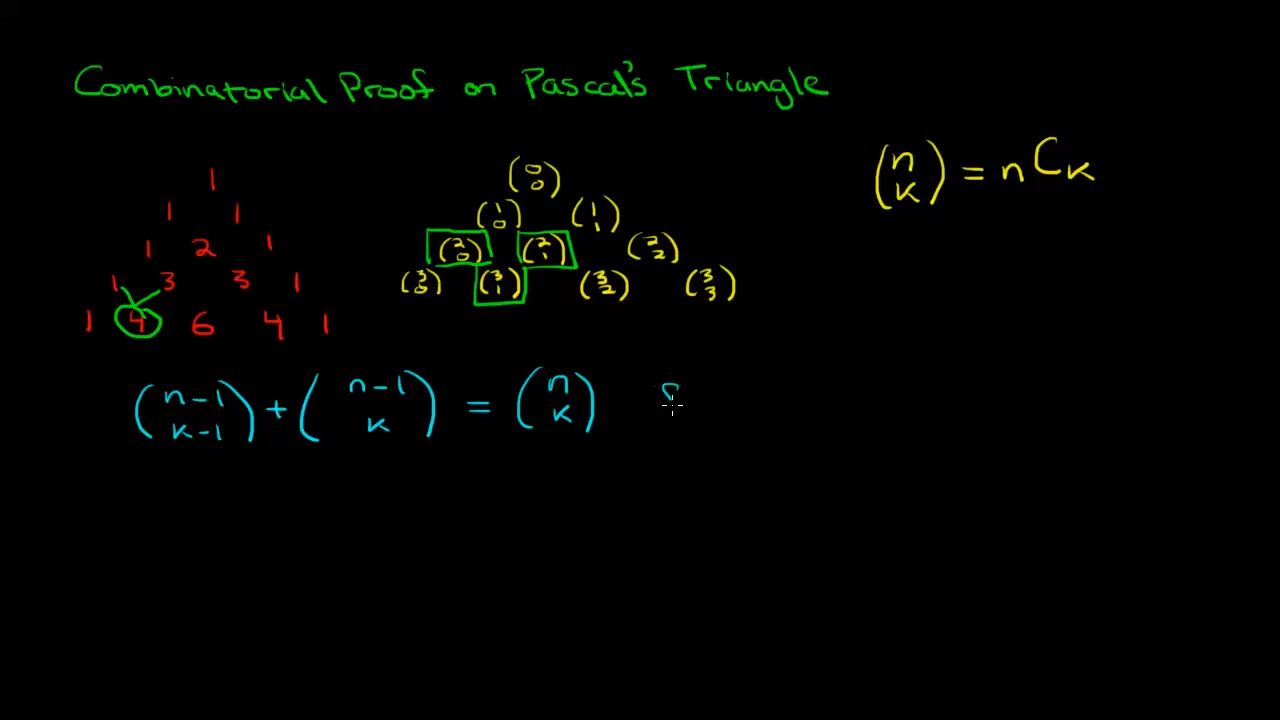 Combinatorial Proof on Pascal's Triangle
1
1 1
1 2 1
1 3 3 1
1 4 6 4 1
(0 0)
(1 0) (1 1)
(2 0) (2 1) (2 2)
(3 0) (3 1) (3 2) (3 3)
(n k) = n C k
(n-1 k-1) + (n-1 k) = (n k)